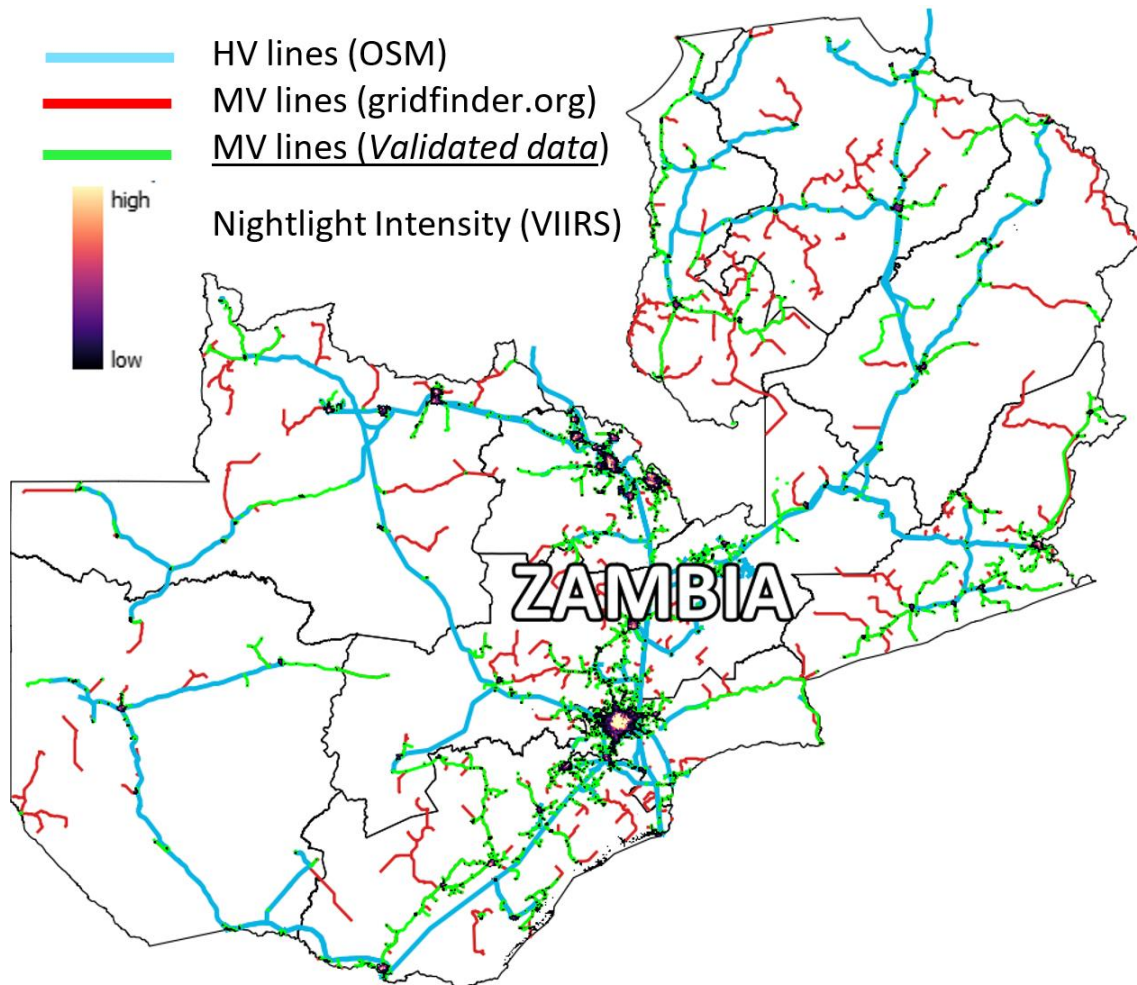 HV lines (OSM)
MV lines (gridfinder.org)
MV lines (Validated data)
high
Nightlight Intensity (VIIRS)
low
ZAMBIA